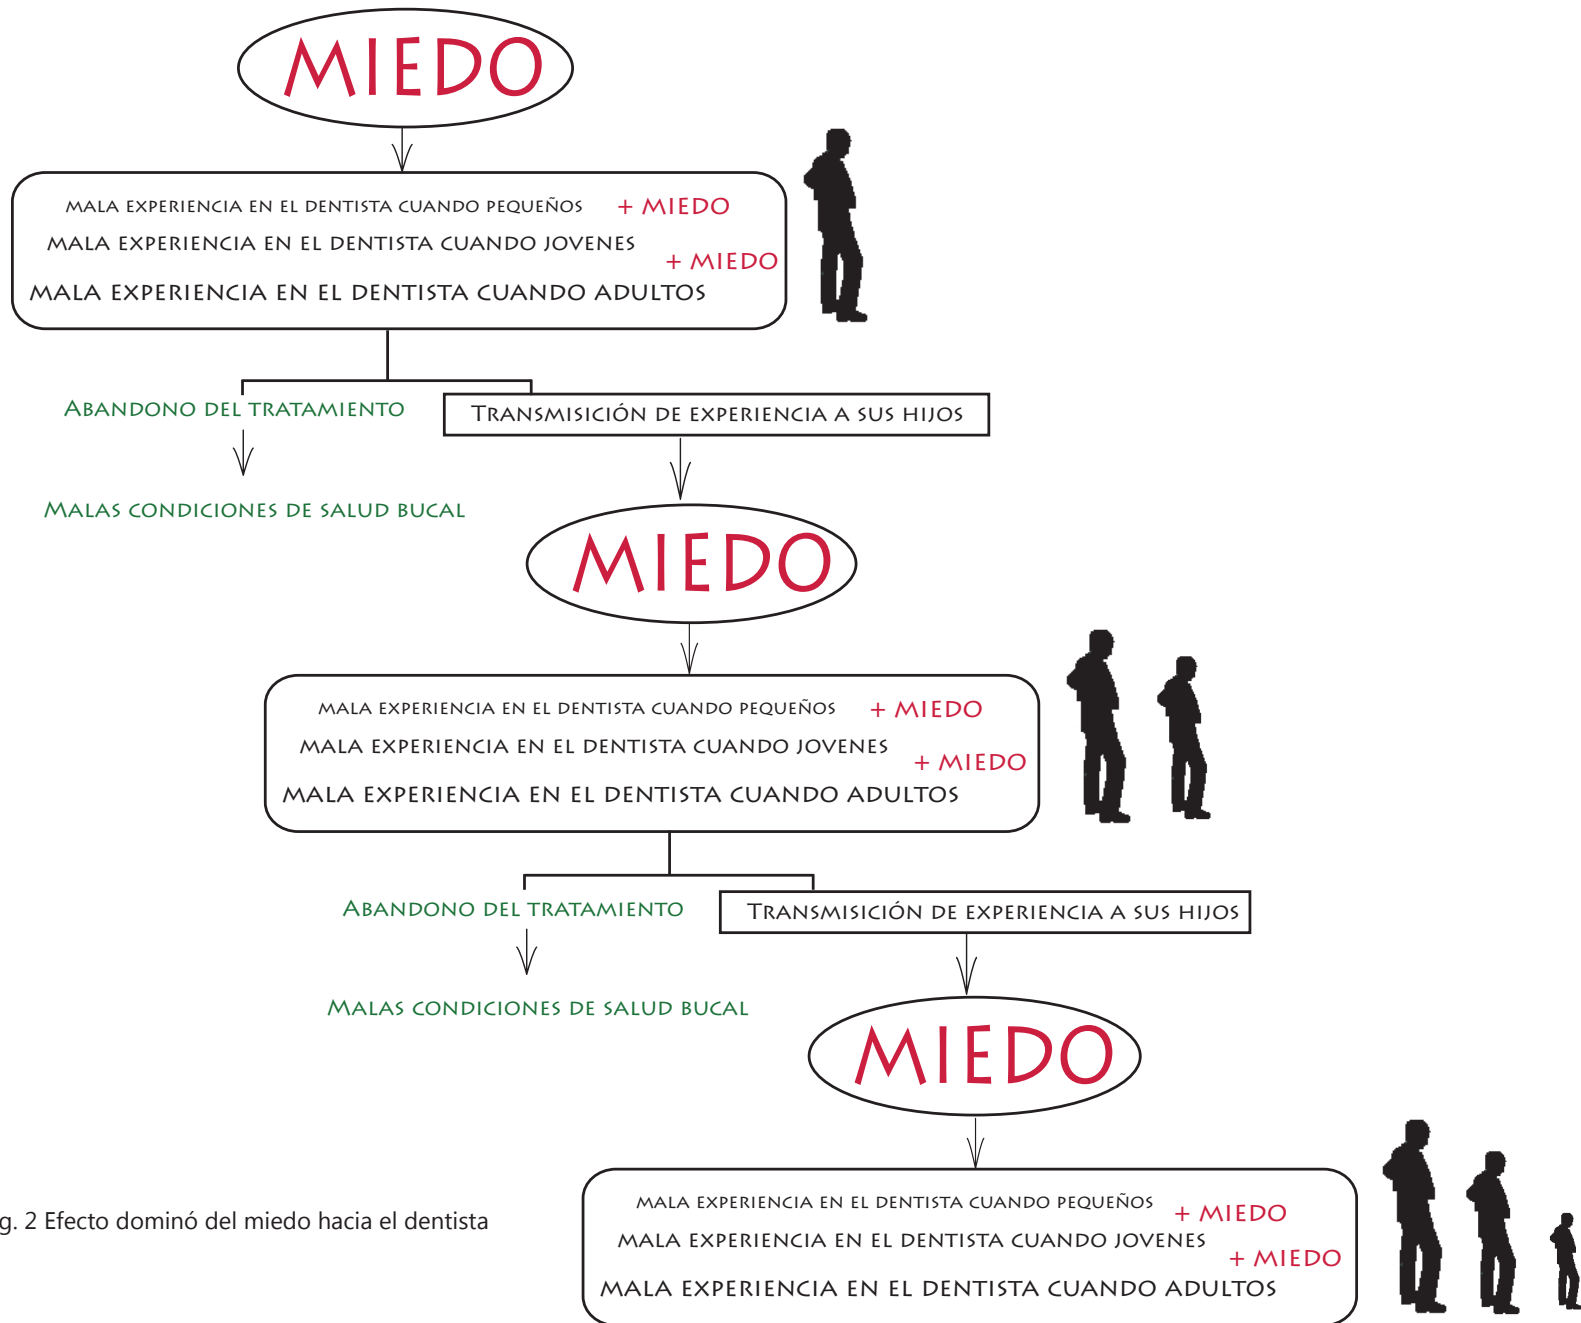 MIEDO
MALA EXPERIENCIA EN EL DENTISTA CUANDO PEQUEÑOS + MIEDO
MALA EXPERIENCIA EN EL DENTISTA CUANDO JOVENES
+ MIEDO
MALA EXPERIENCIA EN EL DENTISTA CUANDO ADULTOS
ABANDONO DEL TRATAMIENTO
TRANSMISICIÓN DE EXPERIENCIA A SUS HIJOS
MALAS CONDICIONES DE SALUD BUCAL
MIEDO
MALA EXPERIENCIA EN EL DENTISTA CUANDO PEQUEÑOS + MIEDO
MALA EXPERIENCIA EN EL DENTISTA CUANDO JOVENES
+ MIEDO
MALA EXPERIENCIA EN EL DENTISTA CUANDO ADULTOS
ABANDONO DEL TRATAMIENTO
TRANSMISICIÓN DE EXPERIENCIA A SUS HIJOS
MALAS CONDICIONES DE SALUD BUCAL
MIEDO
MALA EXPERIENCIA EN EL DENTISTA CUANDO PEQUEÑOS + MIEDO
MALA EXPERIENCIA EN EL DENTISTA CUANDO JOVENES
+ MIEDO
MALA EXPERIENCIA EN EL DENTISTA CUANDO ADULTOS
g. 2 Efecto dominó del miedo hacia el dentista